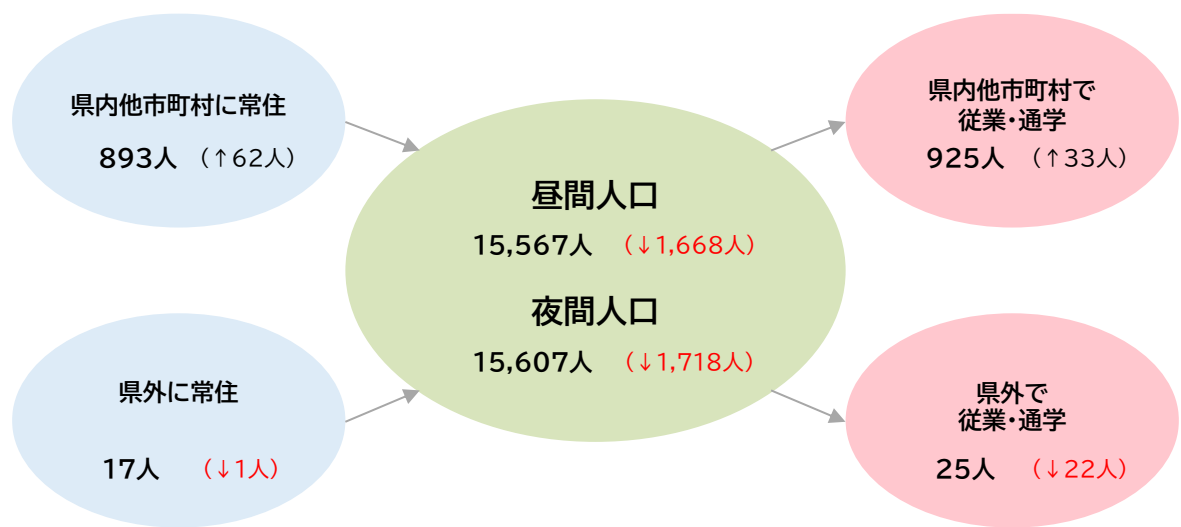 県内他市町村に常住
893人 （↑62人）
県外に常住
17人 （↓1人）
昼間人口
15,567人 （↓1,668人）
夜間人口
15,607人 （↓1,718人）
県内他市町村で
従業・通学
925人 （↑33人）
県外で
従業・通学
25人 （↓22人）